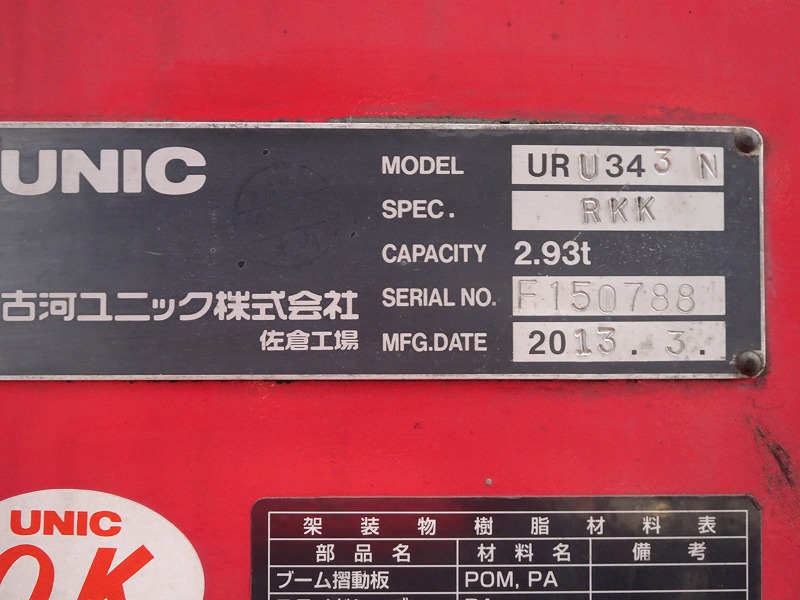 UNIC
MODEL URU343N
SPEC. RKK
CAPACITY 2.93t
古河ユニック株式会社 SERIAL NO. F150788
佐倉工場 MFG.DATE 2013.3.
UNIC
OK
架装物樹脂材料表
部品名 材料名 備考
ブーム摺動板 POM, PA